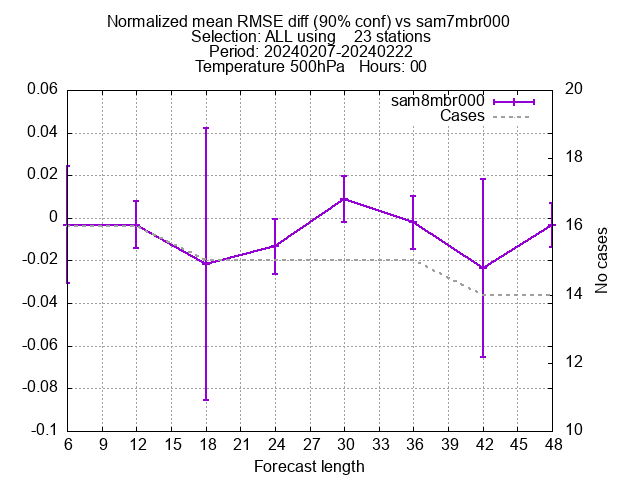 Normalized mean RMSE diff (90% conf) vs sam7mbr000
Selection: ALL using    23 stations
Period: 20240207-20240222
Temperature 500hPa   Hours: 00
sam8mbr000
Cases
0.06
0.04
0.02
0
-0.02
-0.04
-0.06
-0.08
-0.1
20
18
16
14
12
10
No cases
6 9 12 15 18 21 24 27 30 33 36 39 42 45 48
Forecast length